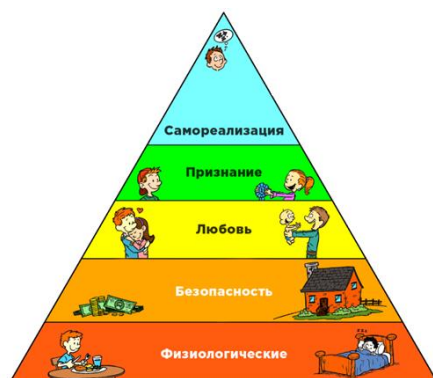 Самореализация
Признание
Любовь
Безопасность
Физиологические